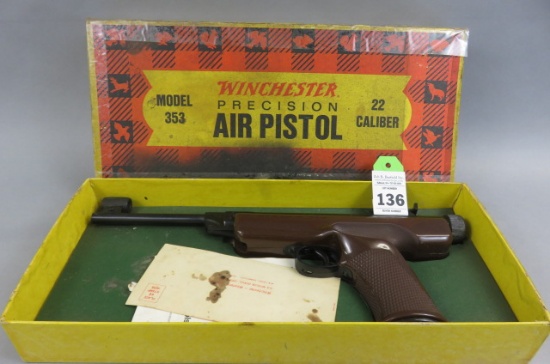 WINCHESTER
PRECISION
AIR PISTOL
MODEL
353
22
CALIBER
136